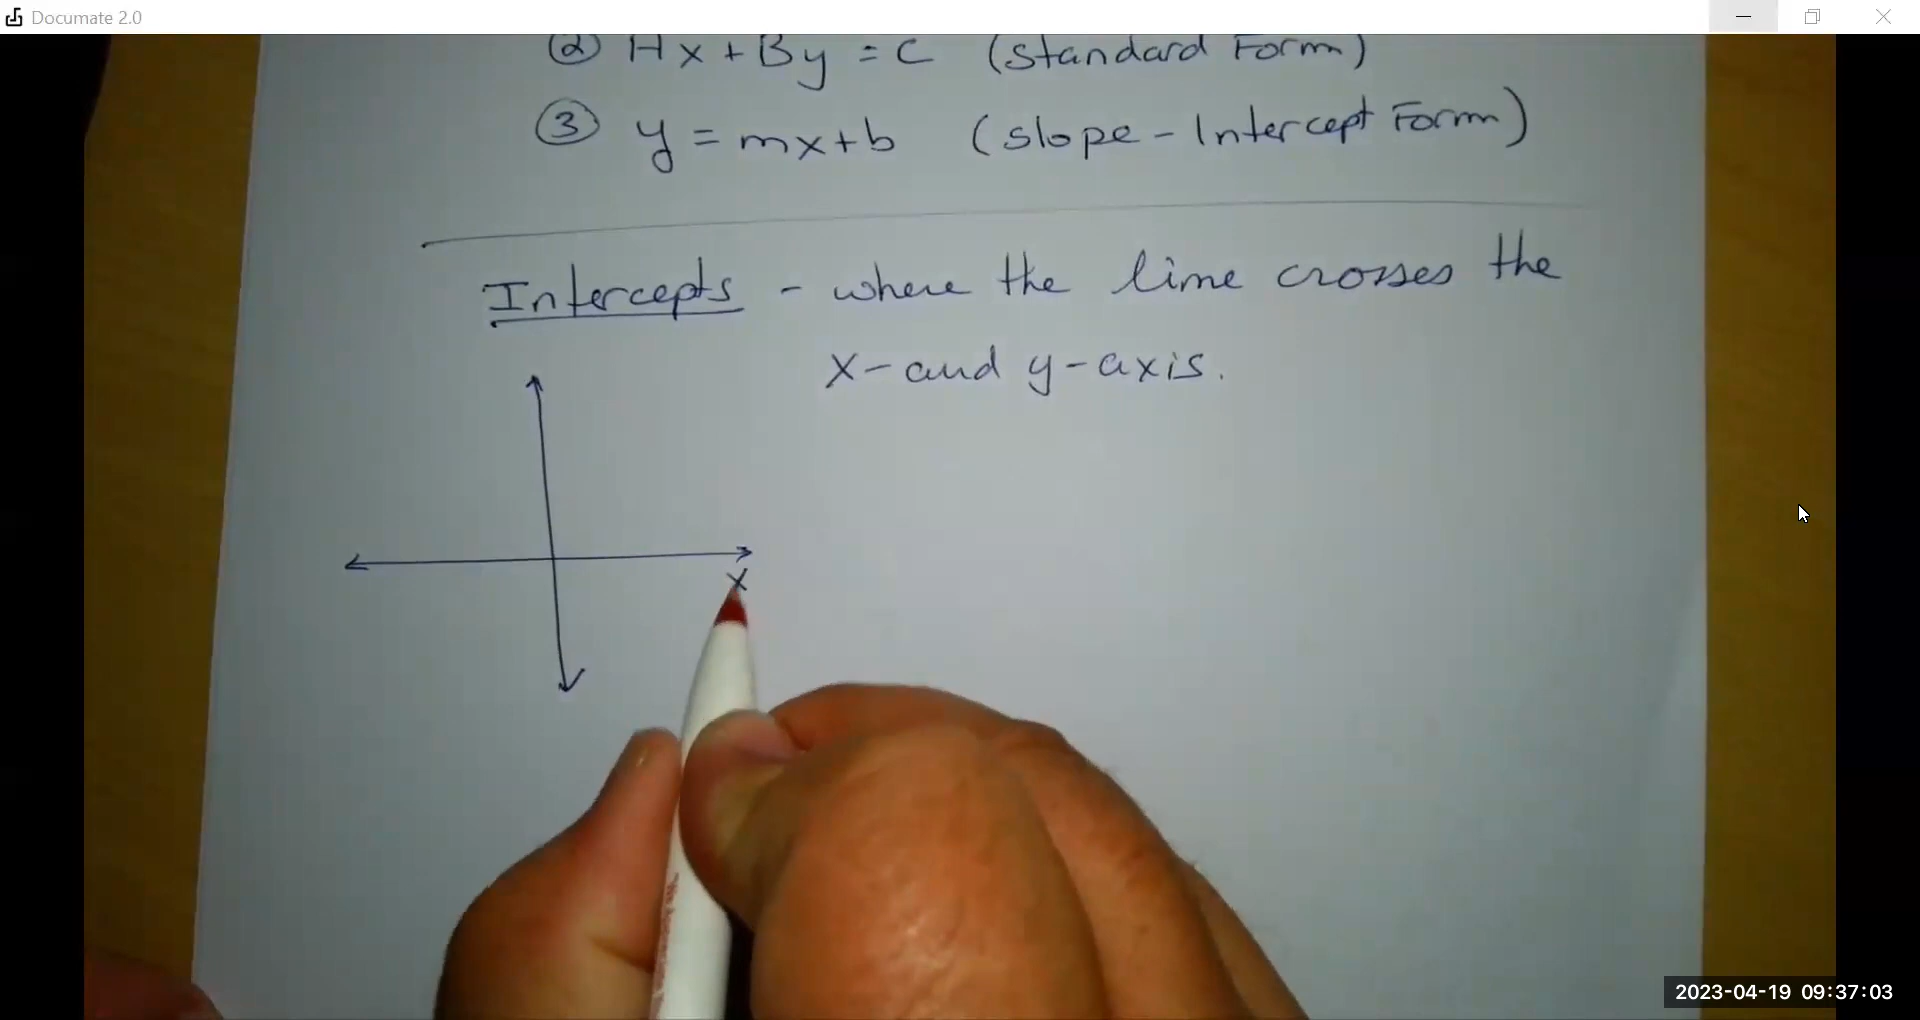 Documate 2.0
② Ax + By = C (Standard Form)
③ y = mx+b (Slope - Intercept Form)
Intercepts - where the line crosses the
x- and y-axis.
x
2023-04-19 09:37:03